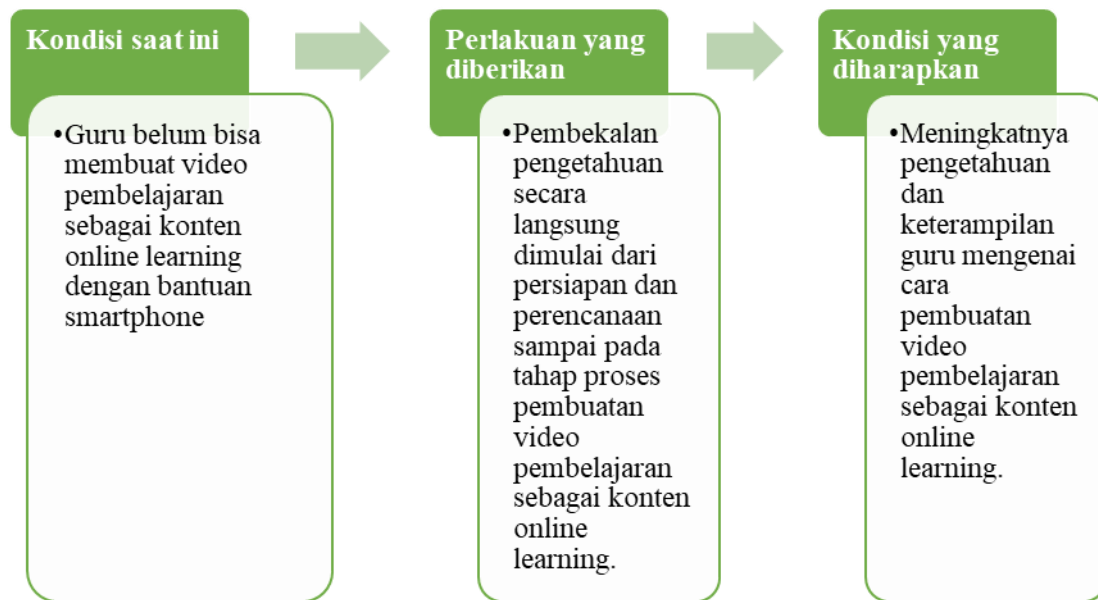 Kondisi saat ini
•Guru belum bisa
membuat video
pembelajaran
sebagai konten
online learning
dengan bantuan
smartphone
Perlakuan yang
diberikan
•Pembekalan
pengetahuan
secara
langsung
dimulai dari
persiapan dan
perencanaan
sampai pada
tahap proses
pembuatan
video
pembelajaran
sebagai konten
online
learning.
Kondisi yang
diharapkan
•Meningkatnya
pengetahuan
dan
keterampilan
guru mengenai
cara
pembuatan
video
pembelajaran
sebagai konten
online
learning.